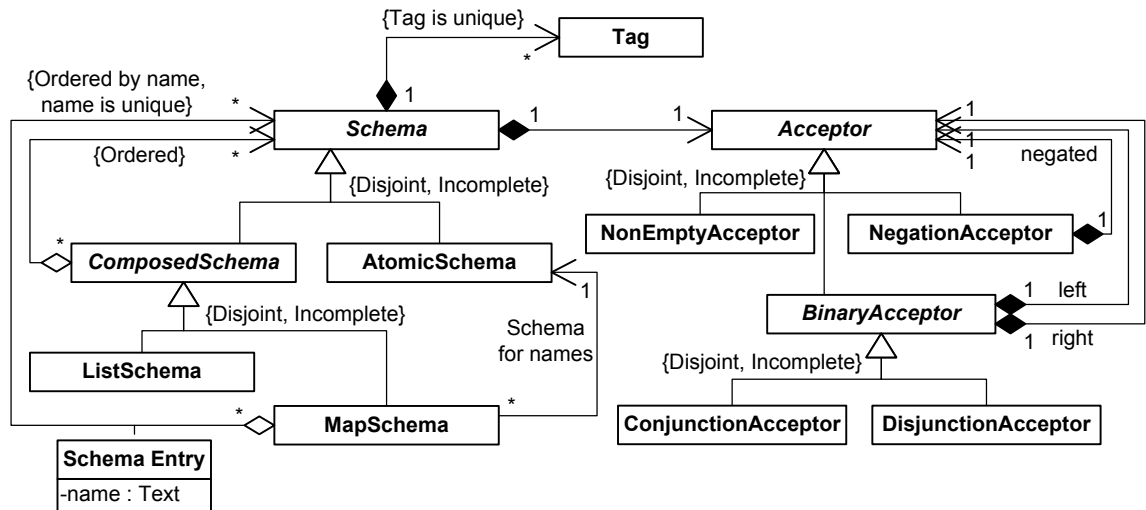 {Tag is unique}
Tag
*
1
{Ordered by name,
name is unique}
*
Schema
1
1
Acceptor
1
1
1
negated
{Ordered}
*
{Disjoint, Incomplete}
{Disjoint, Incomplete}
NonEmptyAcceptor
NegationAcceptor
1
*
ComposedSchema
AtomicSchema
1
{Disjoint, Incomplete}
Schema
for names
BinaryAcceptor
1
left
1
right
ListSchema
{Disjoint, Incomplete}
*
MapSchema
*
ConjunctionAcceptor
DisjunctionAcceptor
Schema Entry
-name : Text